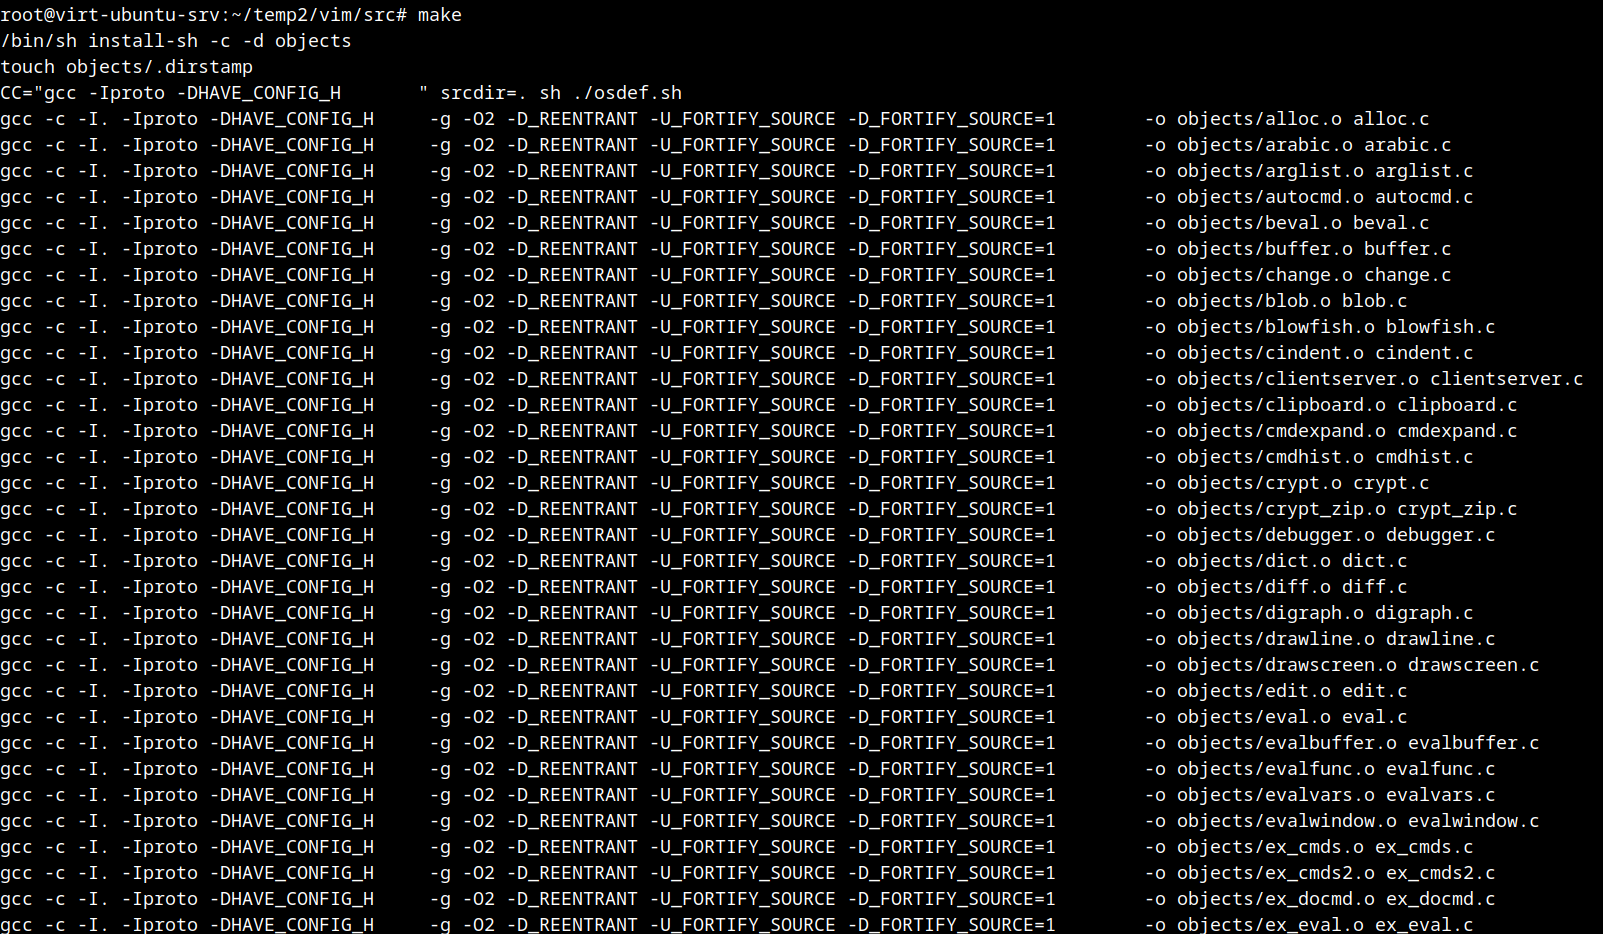 root@virt-ubuntu-srv:~/temp2/vim/src# make
/bin/sh install-sh -c -d objects
touch objects/.dirstamp
CC="gcc -Iproto -DHAVE_CONFIG_H       " srcdir=. sh ./osdef.sh
gcc -c -I. -Iproto -DHAVE_CONFIG_H     -g -O2 -D_REENTRANT -U_FORTIFY_SOURCE -D_FORTIFY_SOURCE=1        -o objects/alloc.o alloc.c
gcc -c -I. -Iproto -DHAVE_CONFIG_H     -g -O2 -D_REENTRANT -U_FORTIFY_SOURCE -D_FORTIFY_SOURCE=1        -o objects/arabic.o arabic.c
gcc -c -I. -Iproto -DHAVE_CONFIG_H     -g -O2 -D_REENTRANT -U_FORTIFY_SOURCE -D_FORTIFY_SOURCE=1        -o objects/arglist.o arglist.c
gcc -c -I. -Iproto -DHAVE_CONFIG_H     -g -O2 -D_REENTRANT -U_FORTIFY_SOURCE -D_FORTIFY_SOURCE=1        -o objects/autocmd.o autocmd.c
gcc -c -I. -Iproto -DHAVE_CONFIG_H     -g -O2 -D_REENTRANT -U_FORTIFY_SOURCE -D_FORTIFY_SOURCE=1        -o objects/beval.o beval.c
gcc -c -I. -Iproto -DHAVE_CONFIG_H     -g -O2 -D_REENTRANT -U_FORTIFY_SOURCE -D_FORTIFY_SOURCE=1        -o objects/buffer.o buffer.c
gcc -c -I. -Iproto -DHAVE_CONFIG_H     -g -O2 -D_REENTRANT -U_FORTIFY_SOURCE -D_FORTIFY_SOURCE=1        -o objects/change.o change.c
gcc -c -I. -Iproto -DHAVE_CONFIG_H     -g -O2 -D_REENTRANT -U_FORTIFY_SOURCE -D_FORTIFY_SOURCE=1        -o objects/blob.o blob.c
gcc -c -I. -Iproto -DHAVE_CONFIG_H     -g -O2 -D_REENTRANT -U_FORTIFY_SOURCE -D_FORTIFY_SOURCE=1        -o objects/blowfish.o blowfish.c
gcc -c -I. -Iproto -DHAVE_CONFIG_H     -g -O2 -D_REENTRANT -U_FORTIFY_SOURCE -D_FORTIFY_SOURCE=1        -o objects/cindent.o cindent.c
gcc -c -I. -Iproto -DHAVE_CONFIG_H     -g -O2 -D_REENTRANT -U_FORTIFY_SOURCE -D_FORTIFY_SOURCE=1        -o objects/clientserver.o clientserver.c
gcc -c -I. -Iproto -DHAVE_CONFIG_H     -g -O2 -D_REENTRANT -U_FORTIFY_SOURCE -D_FORTIFY_SOURCE=1        -o objects/clipboard.o clipboard.c
gcc -c -I. -Iproto -DHAVE_CONFIG_H     -g -O2 -D_REENTRANT -U_FORTIFY_SOURCE -D_FORTIFY_SOURCE=1        -o objects/cmdexpand.o cmdexpand.c
gcc -c -I. -Iproto -DHAVE_CONFIG_H     -g -O2 -D_REENTRANT -U_FORTIFY_SOURCE -D_FORTIFY_SOURCE=1        -o objects/cmdhist.o cmdhist.c
gcc -c -I. -Iproto -DHAVE_CONFIG_H     -g -O2 -D_REENTRANT -U_FORTIFY_SOURCE -D_FORTIFY_SOURCE=1        -o objects/crypt.o crypt.c
gcc -c -I. -Iproto -DHAVE_CONFIG_H     -g -O2 -D_REENTRANT -U_FORTIFY_SOURCE -D_FORTIFY_SOURCE=1        -o objects/crypt_zip.o crypt_zip.c
gcc -c -I. -Iproto -DHAVE_CONFIG_H     -g -O2 -D_REENTRANT -U_FORTIFY_SOURCE -D_FORTIFY_SOURCE=1        -o objects/debugger.o debugger.c
gcc -c -I. -Iproto -DHAVE_CONFIG_H     -g -O2 -D_REENTRANT -U_FORTIFY_SOURCE -D_FORTIFY_SOURCE=1        -o objects/dict.o dict.c
gcc -c -I. -Iproto -DHAVE_CONFIG_H     -g -O2 -D_REENTRANT -U_FORTIFY_SOURCE -D_FORTIFY_SOURCE=1        -o objects/diff.o diff.c
gcc -c -I. -Iproto -DHAVE_CONFIG_H     -g -O2 -D_REENTRANT -U_FORTIFY_SOURCE -D_FORTIFY_SOURCE=1        -o objects/digraph.o digraph.c
gcc -c -I. -Iproto -DHAVE_CONFIG_H     -g -O2 -D_REENTRANT -U_FORTIFY_SOURCE -D_FORTIFY_SOURCE=1        -o objects/drawline.o drawline.c
gcc -c -I. -Iproto -DHAVE_CONFIG_H     -g -O2 -D_REENTRANT -U_FORTIFY_SOURCE -D_FORTIFY_SOURCE=1        -o objects/drawscreen.o drawscreen.c
gcc -c -I. -Iproto -DHAVE_CONFIG_H     -g -O2 -D_REENTRANT -U_FORTIFY_SOURCE -D_FORTIFY_SOURCE=1        -o objects/edit.o edit.c
gcc -c -I. -Iproto -DHAVE_CONFIG_H     -g -O2 -D_REENTRANT -U_FORTIFY_SOURCE -D_FORTIFY_SOURCE=1        -o objects/eval.o eval.c
gcc -c -I. -Iproto -DHAVE_CONFIG_H     -g -O2 -D_REENTRANT -U_FORTIFY_SOURCE -D_FORTIFY_SOURCE=1        -o objects/evalbuffer.o evalbuffer.c
gcc -c -I. -Iproto -DHAVE_CONFIG_H     -g -O2 -D_REENTRANT -U_FORTIFY_SOURCE -D_FORTIFY_SOURCE=1        -o objects/evalfunc.o evalfunc.c
gcc -c -I. -Iproto -DHAVE_CONFIG_H     -g -O2 -D_REENTRANT -U_FORTIFY_SOURCE -D_FORTIFY_SOURCE=1        -o objects/evalvars.o evalvars.c
gcc -c -I. -Iproto -DHAVE_CONFIG_H     -g -O2 -D_REENTRANT -U_FORTIFY_SOURCE -D_FORTIFY_SOURCE=1        -o objects/evalwindow.o evalwindow.c
gcc -c -I. -Iproto -DHAVE_CONFIG_H     -g -O2 -D_REENTRANT -U_FORTIFY_SOURCE -D_FORTIFY_SOURCE=1        -o objects/ex_cmds.o ex_cmds.c
gcc -c -I. -Iproto -DHAVE_CONFIG_H     -g -O2 -D_REENTRANT -U_FORTIFY_SOURCE -D_FORTIFY_SOURCE=1        -o objects/ex_cmds2.o ex_cmds2.c
gcc -c -I. -Iproto -DHAVE_CONFIG_H     -g -O2 -D_REENTRANT -U_FORTIFY_SOURCE -D_FORTIFY_SOURCE=1        -o objects/ex_docmd.o ex_docmd.c
gcc -c -I. -Iproto -DHAVE_CONFIG_H     -g -O2 -D_REENTRANT -U_FORTIFY_SOURCE -D_FORTIFY_SOURCE=1        -o objects/ex_eval.o ex_eval.c